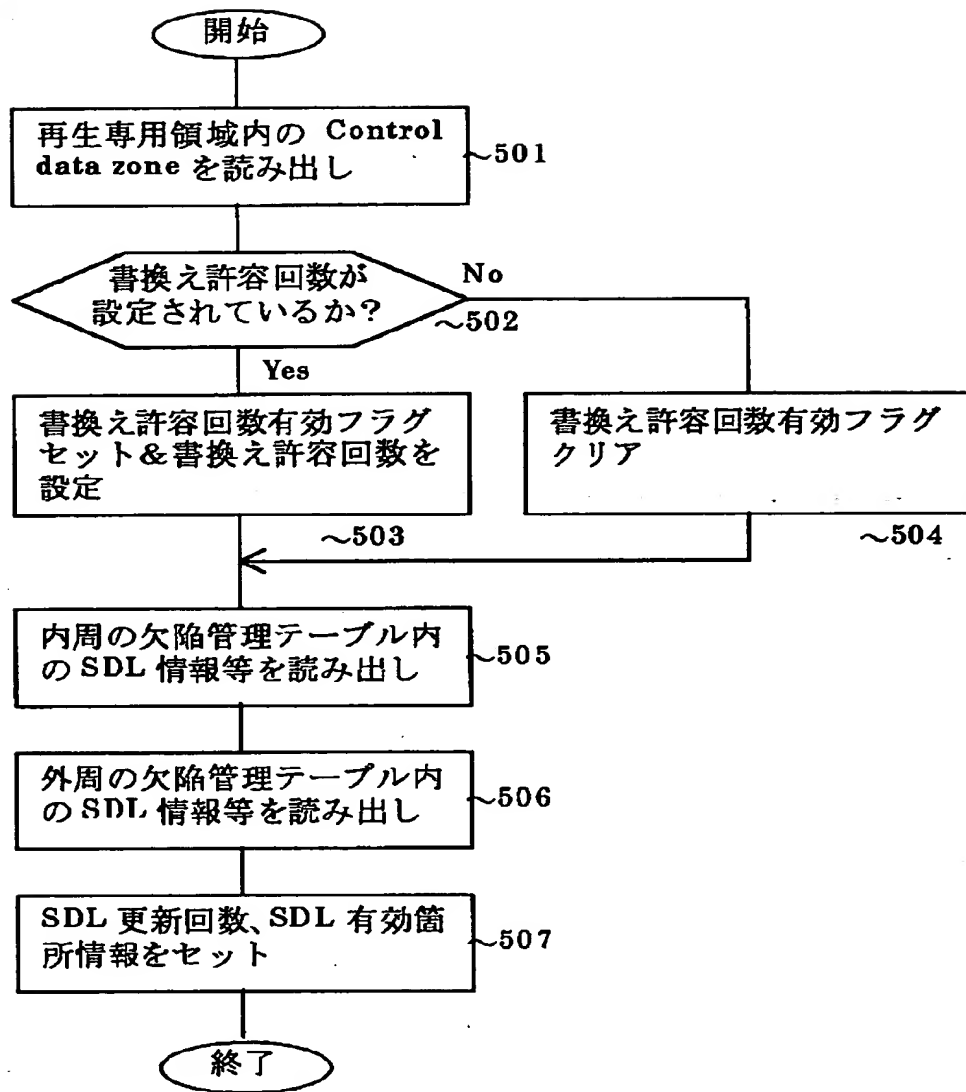 開始
再生専用領域内の Control
data zone を読み出し
~501
書換え許容回数が
設定されているか?
No
~502
Yes
書換え許容回数有効フラグ
セット&書換え許容回数を
設定
~503
書換え許容回数有効フラグ
クリア
~504
内周の欠陥管理テーブル内
の SDL 情報等を読み出し
~505
外周の欠陥管理テーブル内
の SDL 情報等を読み出し
~506
SDL 更新回数、SDL 有効箇
所情報をセット
~507
終了